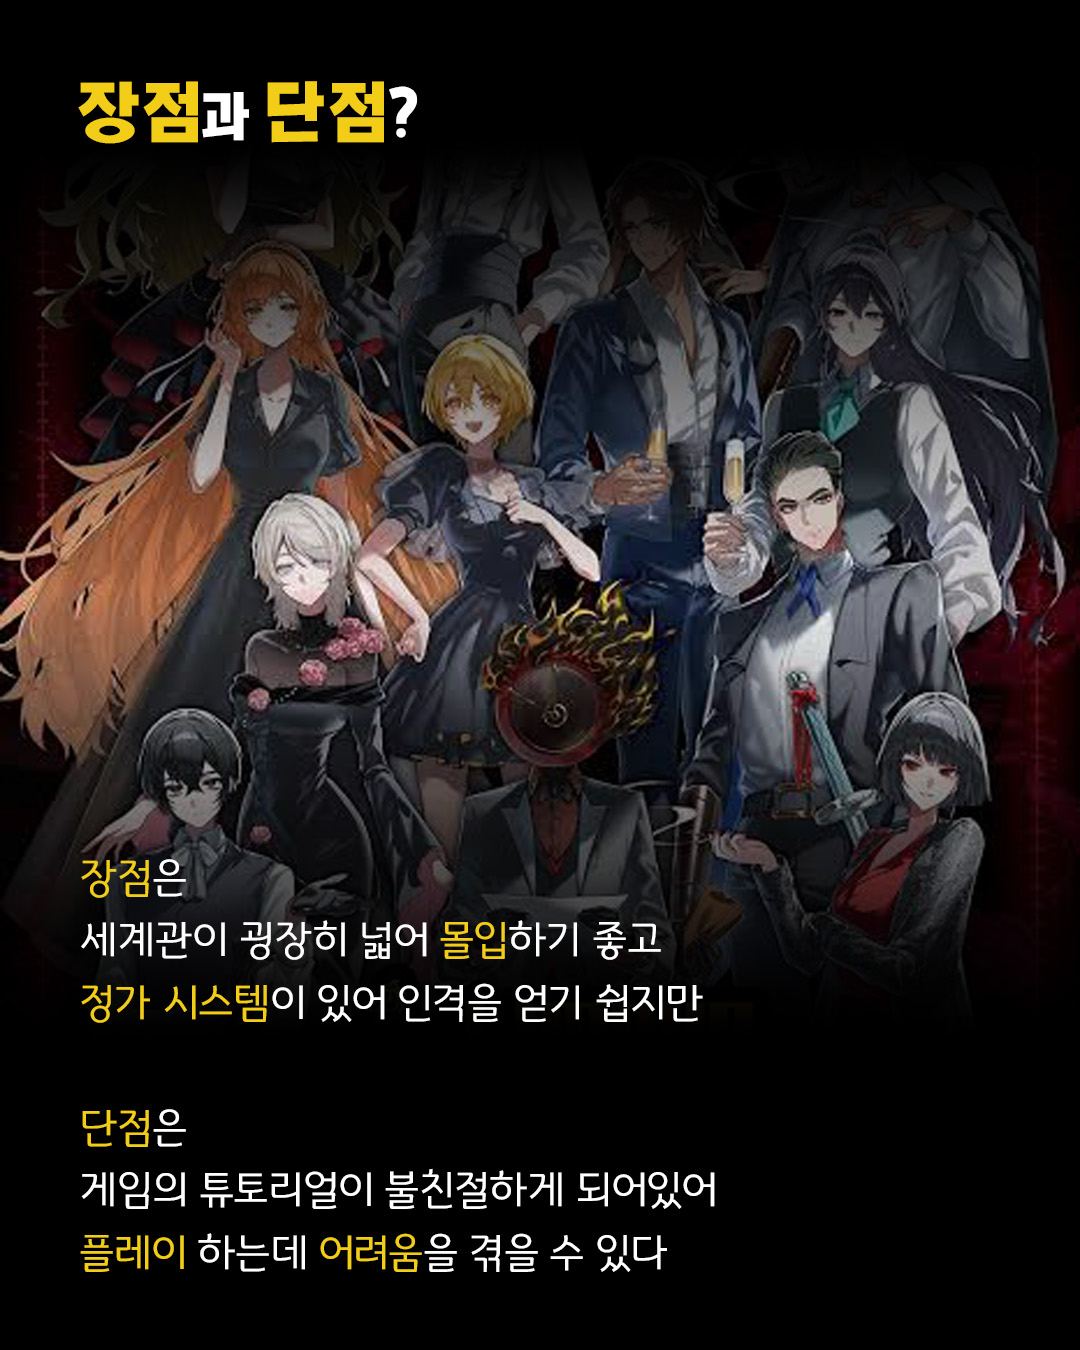 장점과 단점?
장점은
세계관이 굉장히 넓어 몰입하기 좋고
정가 시스템이 있어 인격을 얻기 쉽지만
단점은
게임의 튜토리얼이 불친절하게 되어있어
플레이 하는데 어려움을 겪을 수 있다